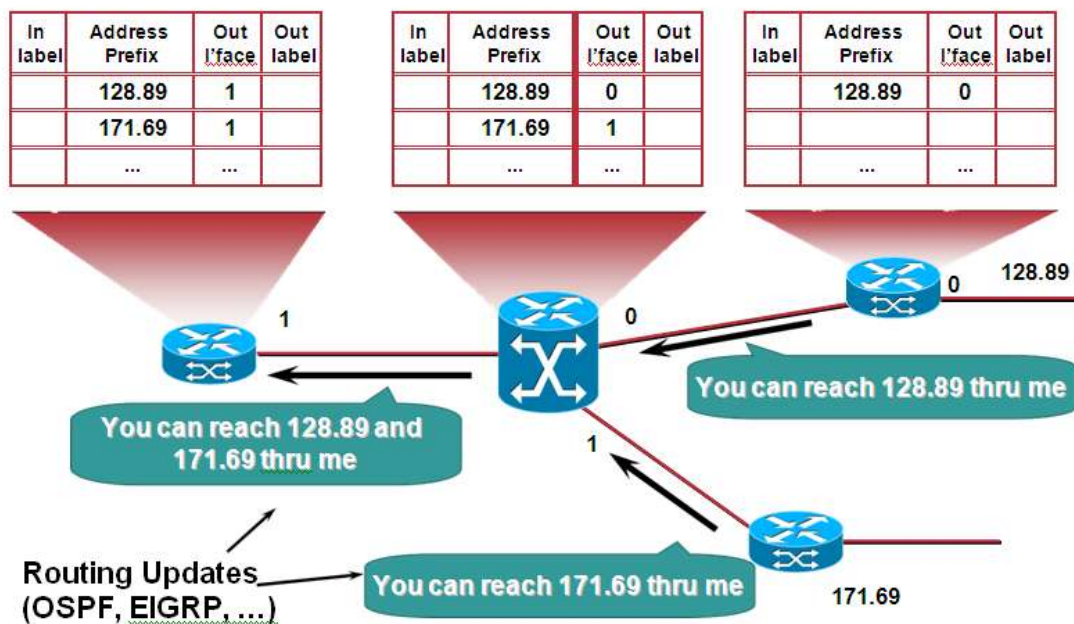 In label Address Prefix Out I'face Out label
128.89 1
171.69 1
... ...
In label Address Prefix Out I'face Out label
128.89 0
171.69 1
... ...
In label Address Prefix Out I'face Out label
128.89 0
... ...
1
0
0
128.89
You can reach 128.89 thru me
You can reach 128.89 and
171.69 thru me
1
Routing Updates
(OSPF, EIGRP, ...)
You can reach 171.69 thru me
171.69